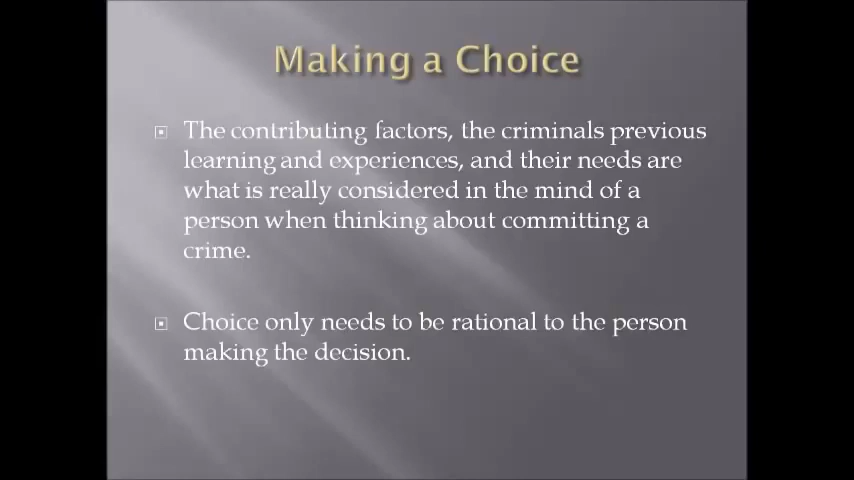 Making a Choice
The contributing factors, the criminals previous
learning and experiences, and their needs are
what is really considered in the mind of a
person when thinking about committing a
crime.
Choice only needs to be rational to the person
making the decision.